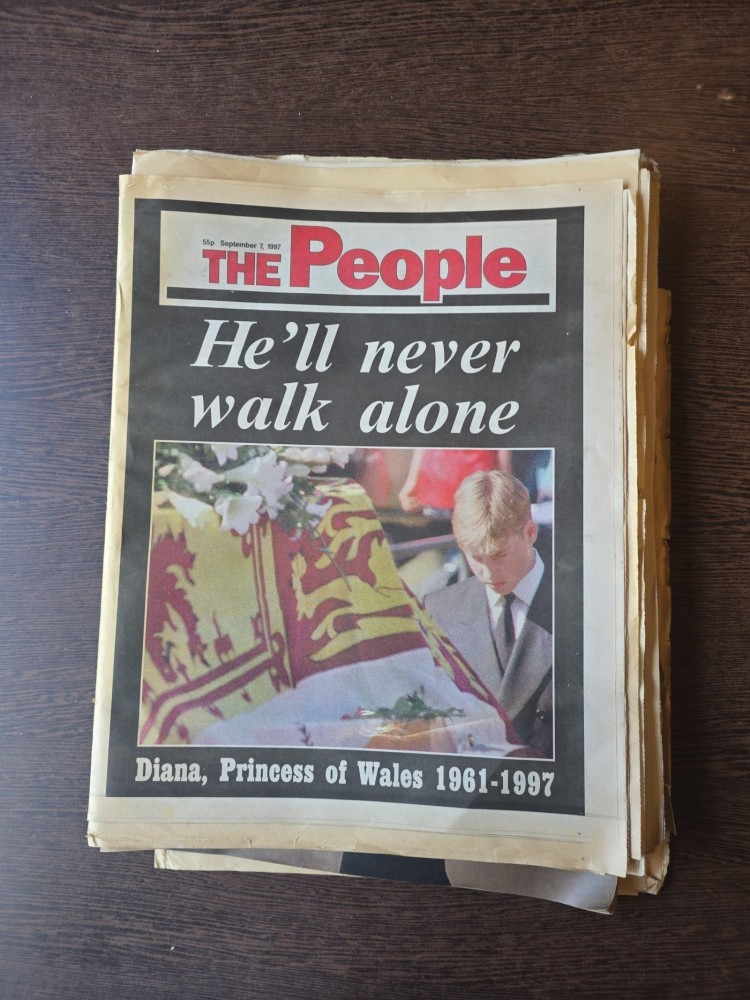 55p September 7, 1997
THE People
He'll never
walk alone
Diana, Princess of Wales 1961-1997